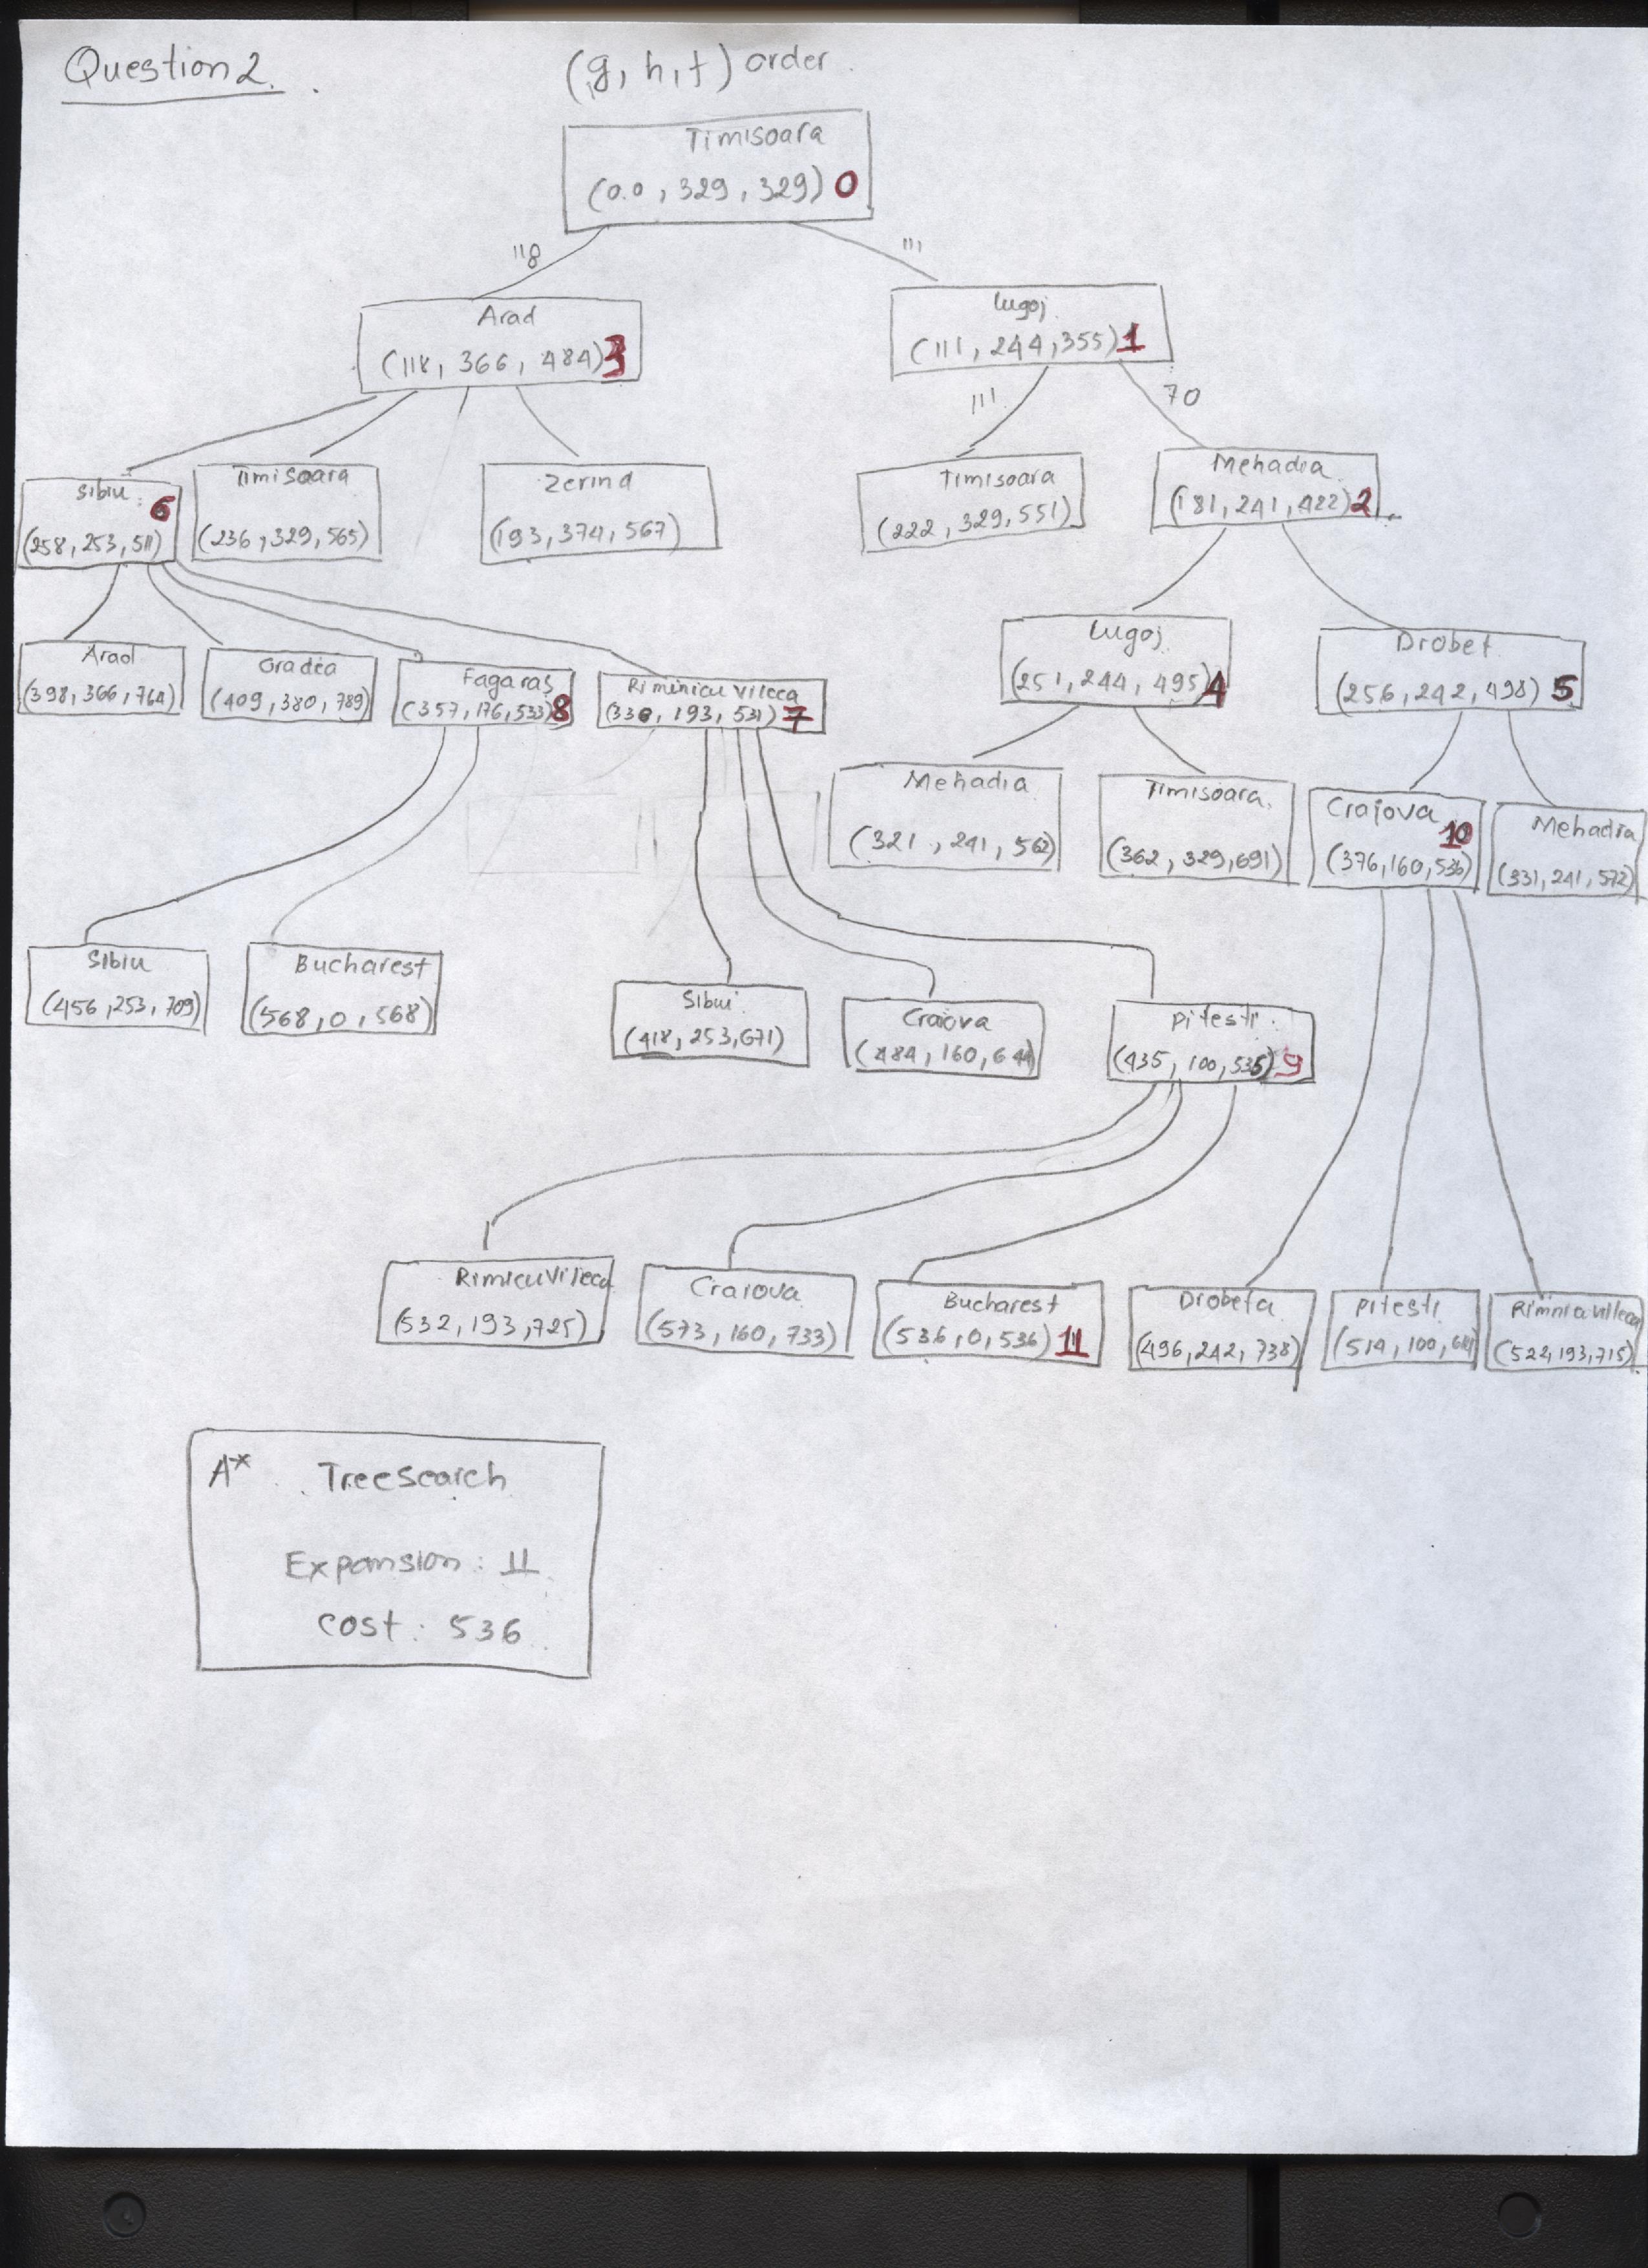 Question 2.
(g, h, f) order.
Timisoara
(0.0, 329, 329) 0
118
111
Arad
(118, 366, 484) 3
Lugoj
(111, 244, 355) 1
111
70
Sibiu 6
(258, 253, 511)
Timisoara
(236, 329, 565)
Zerind
(193, 374, 567)
Timisoara
(222, 329, 551)
Mehadia
(181, 241, 422) 2
Arad
(398, 366, 764)
Oradea
(409, 380, 789)
Fagaras
(357, 176, 533) 8
Riminicu Vilcea
(338, 193, 531) 7
Lugoj
(251, 244, 495) 4
Drobet
(256, 242, 498) 5
Mehadia
(321, 241, 562)
Timisoara
(362, 329, 691)
Craiova 10
(376, 160, 536)
Mehadia
(331, 241, 572)
Sibiu
(456, 253, 709)
Bucharest
(568, 0, 568)
Sibui
(418, 253, 671)
Craiova
(484, 160, 644)
Pitesti
(435, 100, 535) 9
Rimicu Vileca
(532, 193, 725)
Craiova
(573, 160, 733)
Bucharest
(536, 0, 536) 11
Drobeta
(496, 242, 738)
Pitesti
(514, 100, 614)
Rimnicu Villeca
(522, 193, 715)
A* Treesearch
Expansion: 11
Cost: 536